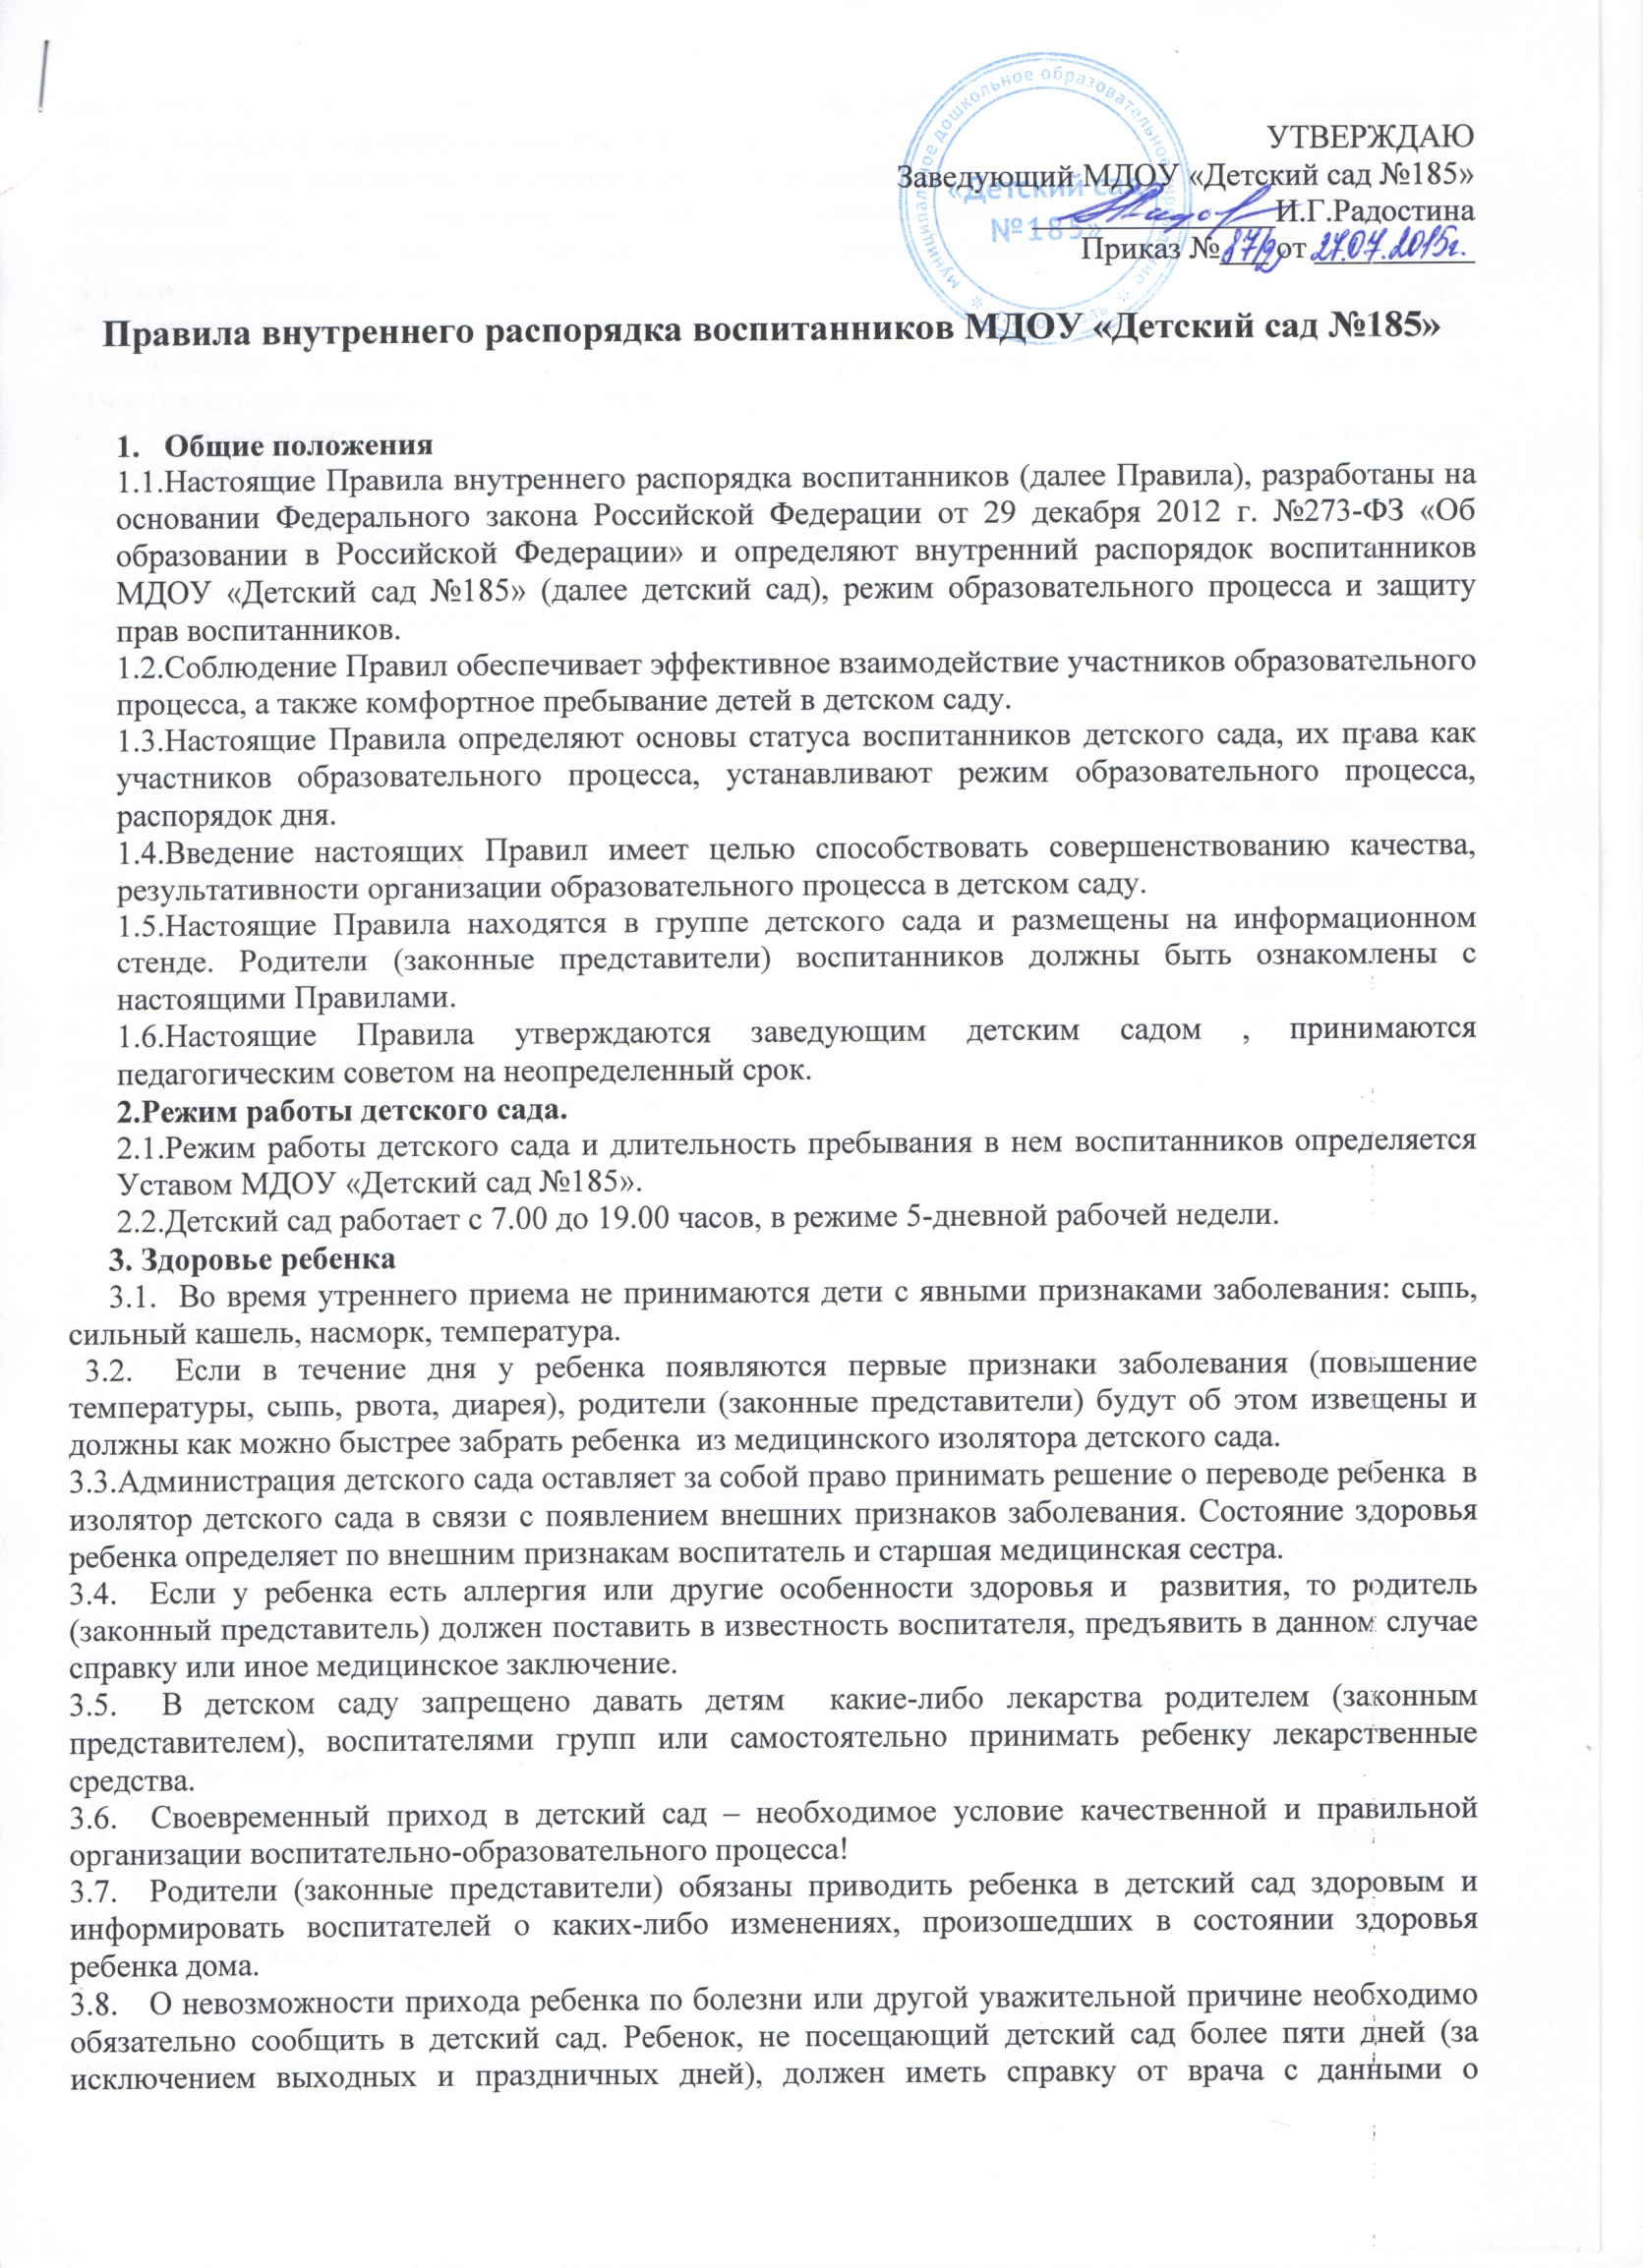 Муниципальное дошкольное образовательное учреждение
«Детский сад
№185»
УТВЕРЖДАЮ
Заведующий МДОУ «Детский сад №185»
И.Г.Радостина
Приказ № от 27.07.2015г.
Правила внутреннего распорядка воспитанников МДОУ «Детский сад №185»
1. Общие положения
1.1.Настоящие Правила внутреннего распорядка воспитанников (далее Правила), разработаны на
основании Федерального закона Российской Федерации от 29 декабря 2012 г. №273-ФЗ «Об
образовании в Российской Федерации» и определяют внутренний распорядок воспитанников
МДОУ «Детский сад №185» (далее детский сад), режим образовательного процесса и защиту
прав воспитанников.
1.2.Соблюдение Правил обеспечивает эффективное взаимодействие участников образовательного
процесса, а также комфортное пребывание детей в детском саду.
1.3.Настоящие Правила определяют основы статуса воспитанников детского сада, их права как
участников образовательного процесса, устанавливают режим образовательного процесса,
распорядок дня.
1.4.Введение настоящих Правил имеет целью способствовать совершенствованию качества,
результативности организации образовательного процесса в детском саду.
1.5.Настоящие Правила находятся в группе детского сада и размещены на информационном
стенде. Родители (законные представители) воспитанников должны быть ознакомлены с
настоящими Правилами.
1.6.Настоящие Правила утверждаются заведующим детским садом , принимаются
педагогическим советом на неопределенный срок.
2.Режим работы детского сада.
2.1.Режим работы детского сада и длительность пребывания в нем воспитанников определяется
Уставом МДОУ «Детский сад №185».
2.2.Детский сад работает с 7.00 до 19.00 часов, в режиме 5-дневной рабочей недели.
3. Здоровье ребенка
3.1. Во время утреннего приема не принимаются дети с явными признаками заболевания: сыпь,
сильный кашель, насморк, температура.
3.2. Если в течение дня у ребенка появляются первые признаки заболевания (повышение
температуры, сыпь, рвота, диарея), родители (законные представители) будут об этом извещены и
должны как можно быстрее забрать ребенка из медицинского изолятора детского сада.
3.3.Администрация детского сада оставляет за собой право принимать решение о переводе ребенка в
изолятор детского сада в связи с появлением внешних признаков заболевания. Состояние здоровья
ребенка определяет по внешним признакам воспитатель и старшая медицинская сестра.
3.4. Если у ребенка есть аллергия или другие особенности здоровья и развития, то родитель
(законный представитель) должен поставить в известность воспитателя, предъявить в данном случае
справку или иное медицинское заключение.
3.5. В детском саду запрещено давать детям какие-либо лекарства родителем (законным
представителем), воспитателями групп или самостоятельно принимать ребенку лекарственные
средства.
3.6. Своевременный приход в детский сад – необходимое условие качественной и правильной
организации воспитательно-образовательного процесса!
3.7. Родители (законные представители) обязаны приводить ребенка в детский сад здоровым и
информировать воспитателей о каких-либо изменениях, произошедших в состоянии здоровья
ребенка дома.
3.8. О невозможности прихода ребенка по болезни или другой уважительной причине необходимо
обязательно сообщить в детский сад. Ребенок, не посещающий детский сад более пяти дней (за
исключением выходных и праздничных дней), должен иметь справку от врача с данными о